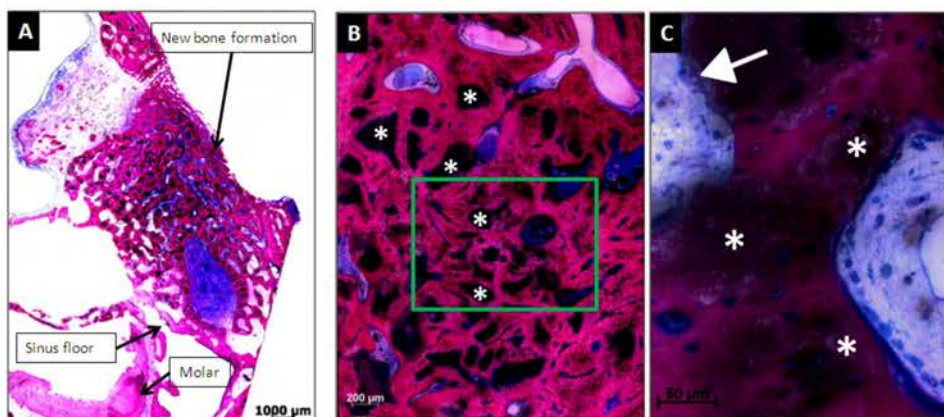 A
New bone formation
Sinus floor
Molar
1000 µm
B
*
*
*
*
*
200 µm
C
*
*
*
50 µm